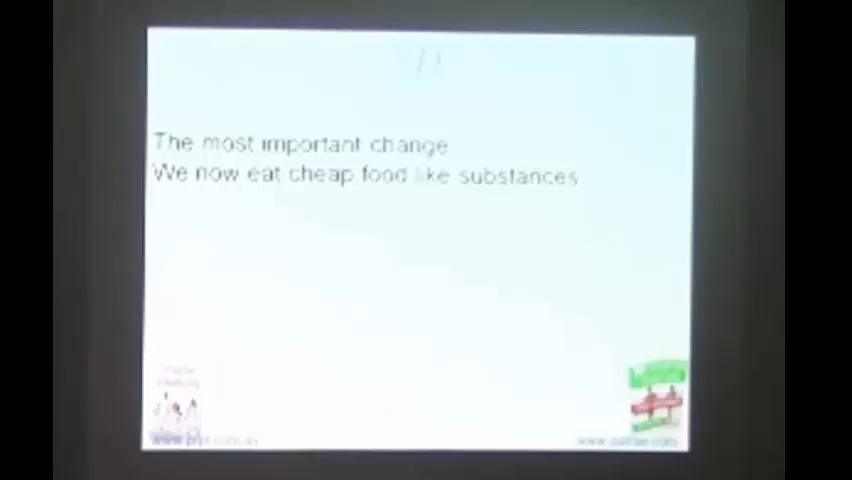 The most important change
We now eat cheap food like substances